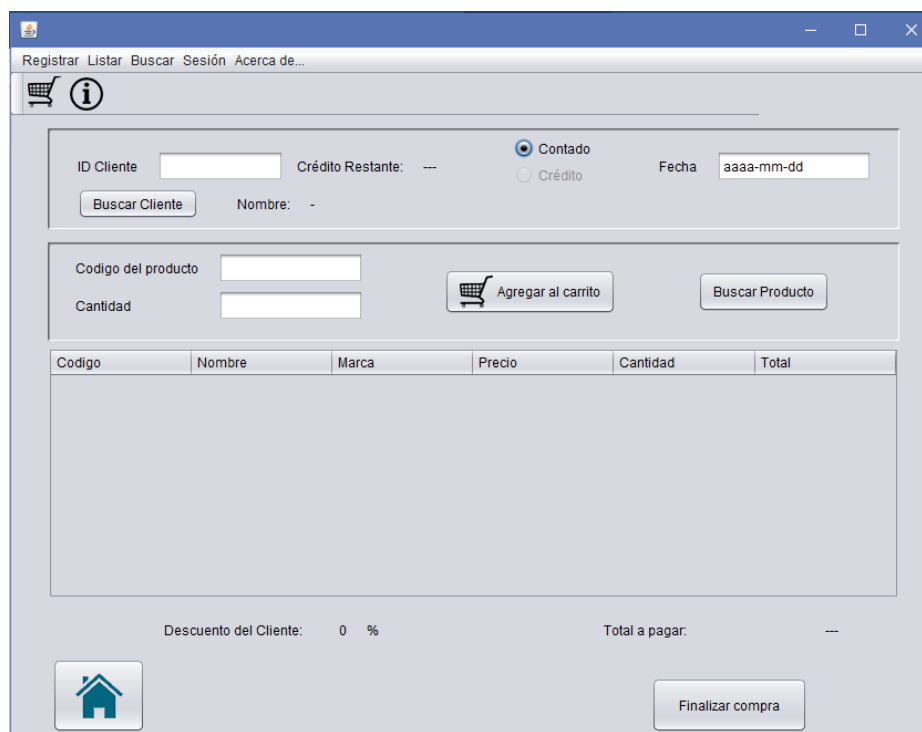 Registrar Listar Buscar Sesión Acerca de...
ID Cliente Crédito Restante: --- Contado Fecha aaaa-mm-dd
Crédito
Buscar Cliente Nombre: -
Codigo del producto
Agregar al carrito Buscar Producto
Cantidad
Codigo Nombre Marca Precio Cantidad Total
Descuento del Cliente: 0 % Total a pagar: ---
Finalizar compra